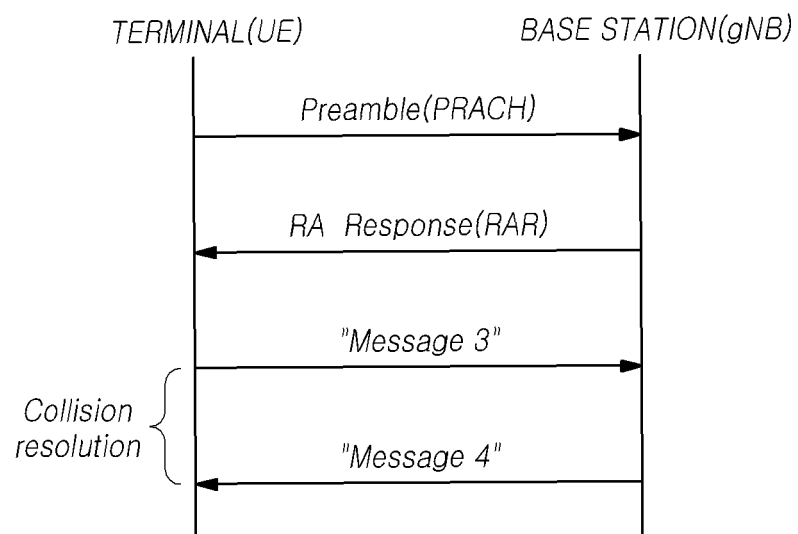 TERMINAL(UE)
BASE STATION(gNB)
Preamble(PRACH)
RA Response(RAR)
"Message 3"
Collision
resolution
"Message 4"